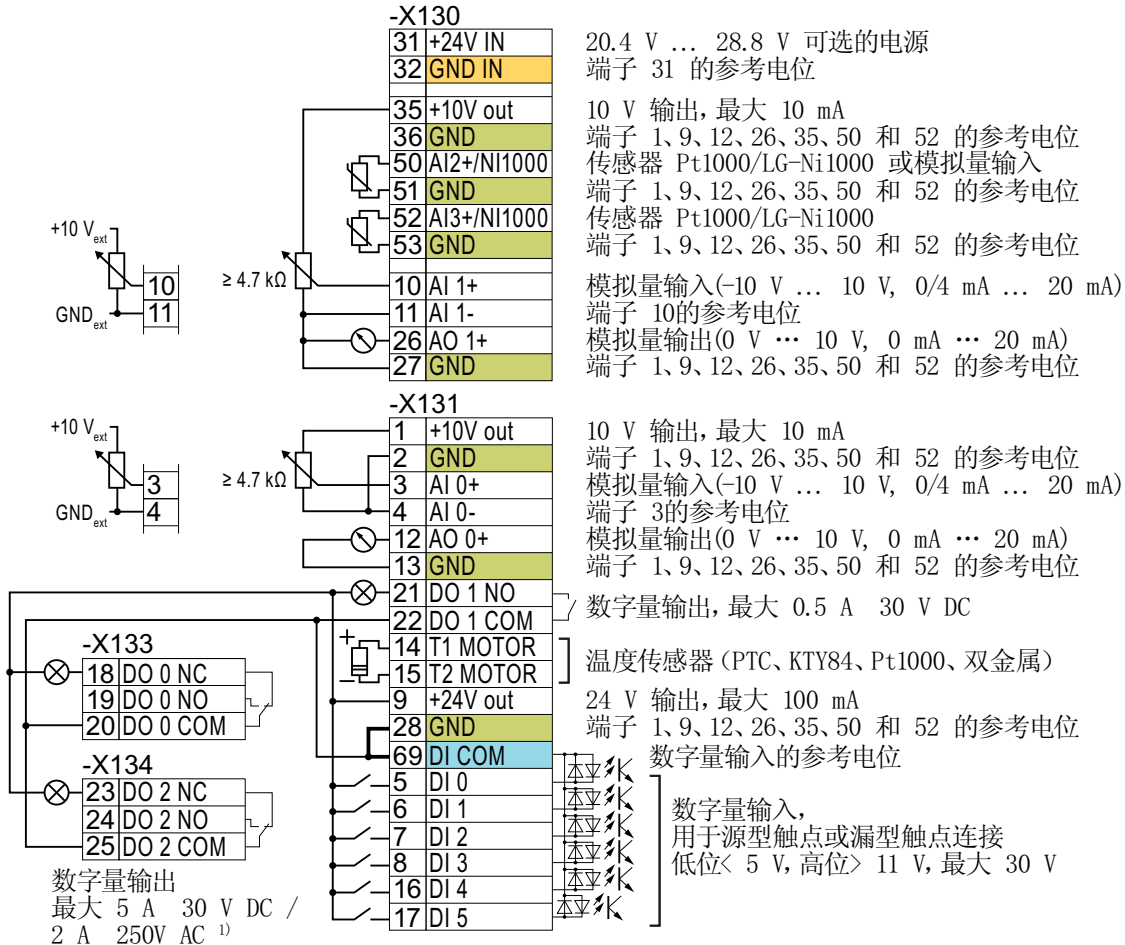 -X130
31 +24V IN 20.4 V ... 28.8 V 可选的电源
32 GND IN 端子 31 的参考电位
35 +10V out 10 V 输出,最大 10 mA
36 GND 端子 1、9、12、26、35、50 和 52 的参考电位
50 AI2+/NI1000 传感器 Pt1000/LG-Ni1000 或模拟量输入
51 GND 端子 1、9、12、26、35、50 和 52 的参考电位
52 AI3+/NI1000 传感器 Pt1000/LG-Ni1000
53 GND 端子 1、9、12、26、35、50 和 52 的参考电位
+10 Vext
10
11
GNDext
≥ 4.7 kΩ
10 AI 1+ 模拟量输入(-10 V ... 10 V, 0/4 mA ... 20 mA)
11 AI 1- 端子 10的参考电位
26 AO 1+ 模拟量输出(0 V … 10 V, 0 mA … 20 mA)
27 GND 端子 1、9、12、26、35、50 和 52 的参考电位
-X131
+10 Vext
3
4
GNDext
≥ 4.7 kΩ
1 +10V out 10 V 输出,最大 10 mA
2 GND 端子 1、9、12、26、35、50 和 52 的参考电位
3 AI 0+ 模拟量输入(-10 V ... 10 V, 0/4 mA ... 20 mA)
4 AI 0- 端子 3的参考电位
12 AO 0+ 模拟量输出(0 V … 10 V, 0 mA … 20 mA)
13 GND 端子 1、9、12、26、35、50 和 52 的参考电位
21 DO 1 NO
22 DO 1 COM
数字量输出,最大 0.5 A 30 V DC
+
14 T1 MOTOR
− 15 T2 MOTOR
温度传感器(PTC、KTY84、Pt1000、双金属)
9 +24V out 24 V 输出,最大 100 mA
28 GND 端子 1、9、12、26、35、50 和 52 的参考电位
69 DI COM 数字量输入的参考电位
5 DI 0
6 DI 1
7 DI 2
8 DI 3
16 DI 4
17 DI 5
数字量输入,
用于源型触点或漏型触点连接
低位< 5 V,高位> 11 V,最大 30 V
-X133
18 DO 0 NC
19 DO 0 NO
20 DO 0 COM
-X134
23 DO 2 NC
24 DO 2 NO
25 DO 2 COM
数字量输出
最大 5 A 30 V DC /
2 A 250V AC 1)